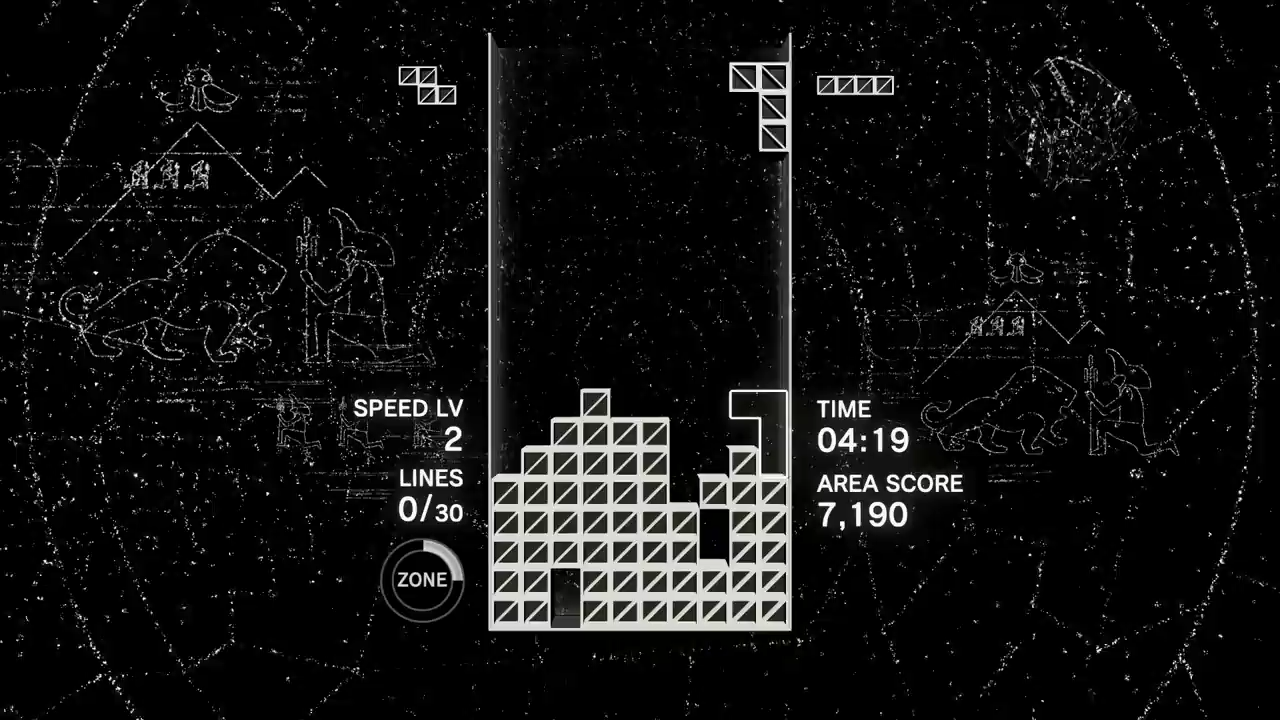 SPEED LV
2
LINES
0/30
ZONE
TIME
04:19
AREA SCORE
7,190